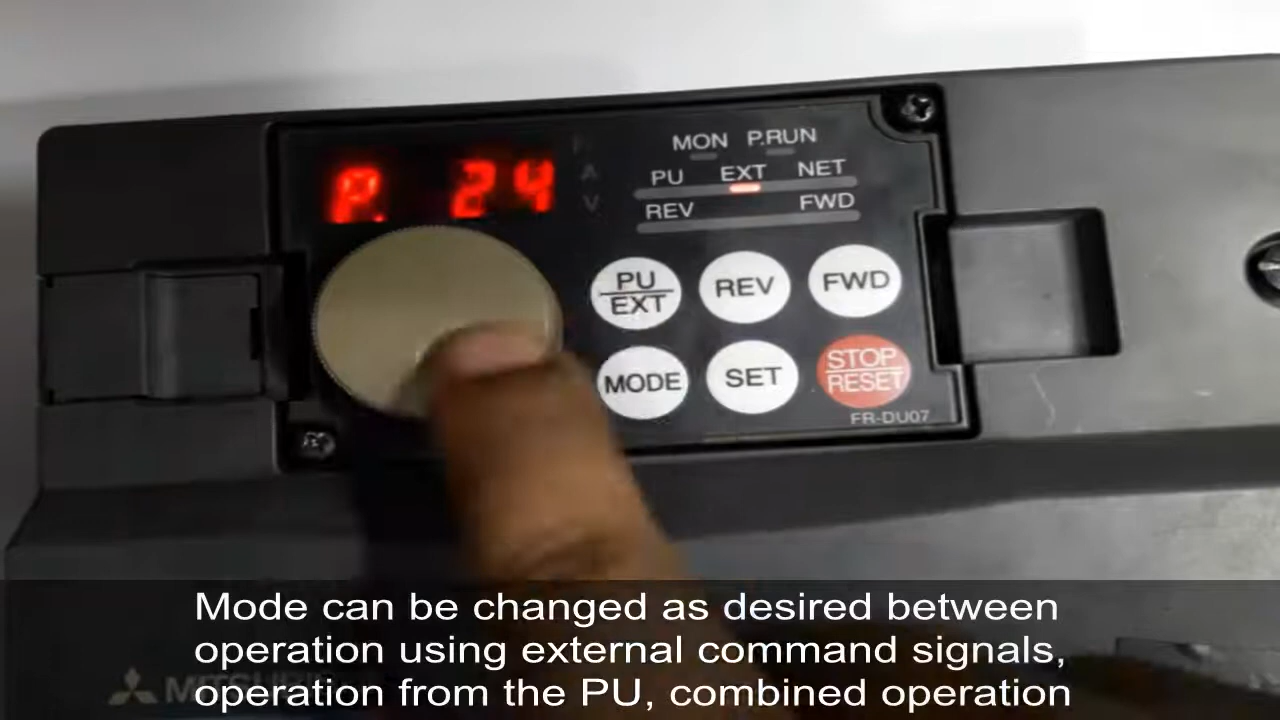 MON P.RUN
P. 24
A
V
PU EXT NET
REV FWD
PU
EXT
REV
FWD
MODE
SET
STOP
RESET
FR-DU07
Mode can be changed as desired between
operation using external command signals,
operation from the PU, combined operation